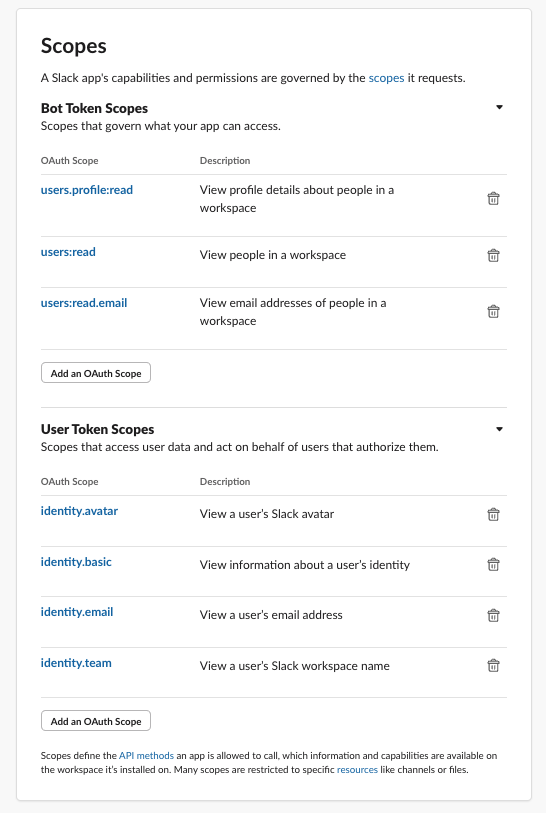 Scopes
A Slack app's capabilities and permissions are governed by the scopes it requests.
Bot Token Scopes
Scopes that govern what your app can access.
OAuth Scope Description
users.profile:read View profile details about people in a
workspace
users:read View people in a workspace
users:read.email View email addresses of people in a
workspace
Add an OAuth Scope
User Token Scopes
Scopes that access user data and act on behalf of users that authorize them.
OAuth Scope Description
identity.avatar View a user’s Slack avatar
identity.basic View information about a user’s identity
identity.email View a user’s email address
identity.team View a user’s Slack workspace name
Add an OAuth Scope
Scopes define the API methods an app is allowed to call, which information and capabilities are available on
the workspace it’s installed on. Many scopes are restricted to specific resources like channels or files.